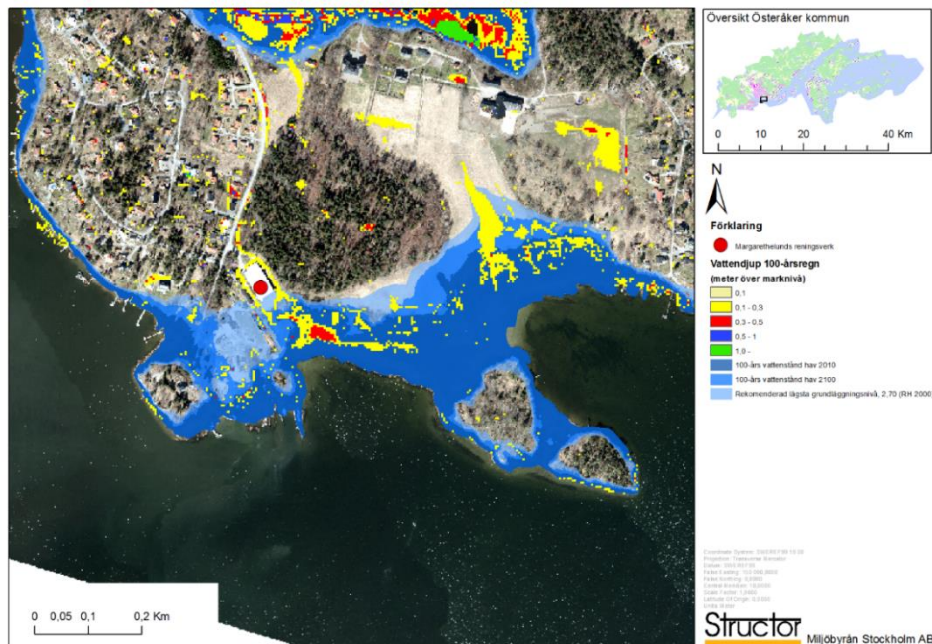 Översikt Österåker kommun
0 10 20 40 Km
N
Förklaring
Margarethelunds reningsverk
Vattendjup 100-årsregn
(meter över marknivå)
0,1
0,1 - 0,3
0,3 - 0,5
0,5 - 1
1,0 -
100-års vattenstånd hav 2010
100-års vattenstånd hav 2100
Rekomenderad lägsta grundläggningsnivå, 2,70 (RH 2000)
0 0,05 0,1 0,2 Km
Structor
Miljöbyrån Stockholm AB